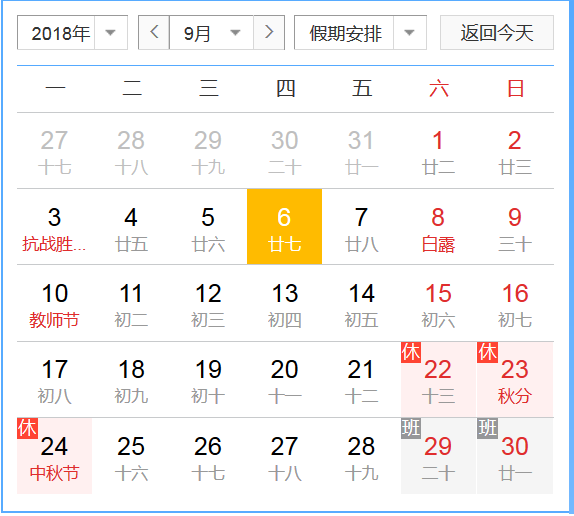 2018年 9月 假期安排 返回今天
一 二 三 四 五 六 日
27 28 29 30 31 1 2
十七 十八 十九 二十 廿一 廿二 廿三
3 4 5 6 7 8 9
抗战胜... 廿五 廿六 廿七 廿八 白露 三十
10 11 12 13 14 15 16
教师节 初二 初三 初四 初五 初六 初七
休 休
17 18 19 20 21 22 23
初八 初九 初十 十一 十二 十三 秋分
休 班 班
24 25 26 27 28 29 30
中秋节 十六 十七 十八 十九 二十 廿一